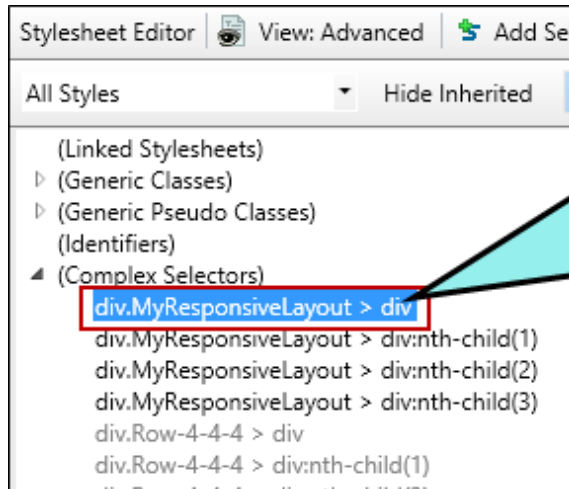 Stylesheet Editor View: Advanced Add Se
All Styles Hide Inherited
(Linked Stylesheets)
(Generic Classes)
(Generic Pseudo Classes)
(Identifiers)
(Complex Selectors)
div.MyResponsiveLayout > div
div.MyResponsiveLayout > div:nth-child(1)
div.MyResponsiveLayout > div:nth-child(2)
div.MyResponsiveLayout > div:nth-child(3)
div.Row-4-4-4 > div
div.Row-4-4-4 > div:nth-child(1)